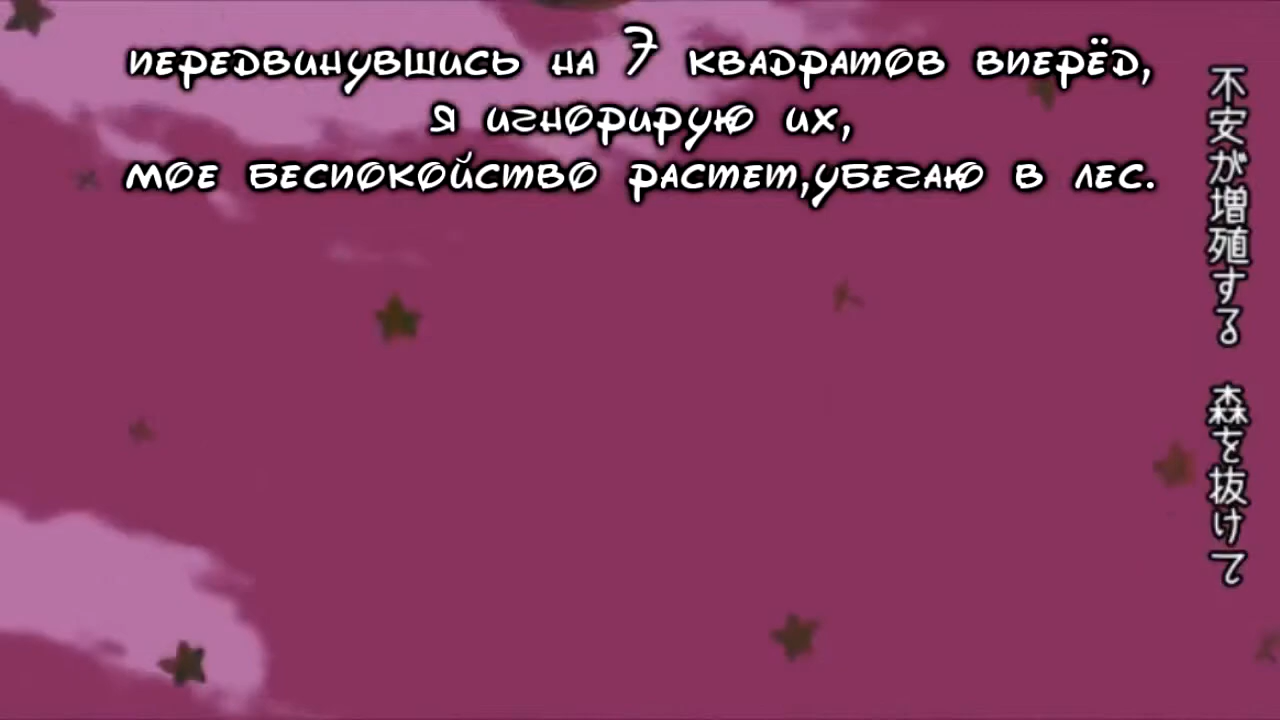 передвинувшись на 7 квадратов вперёд,
я игнорирую их,
мое беспокойство растет,убегаю в лес.
不安が増殖する　森を抜けて